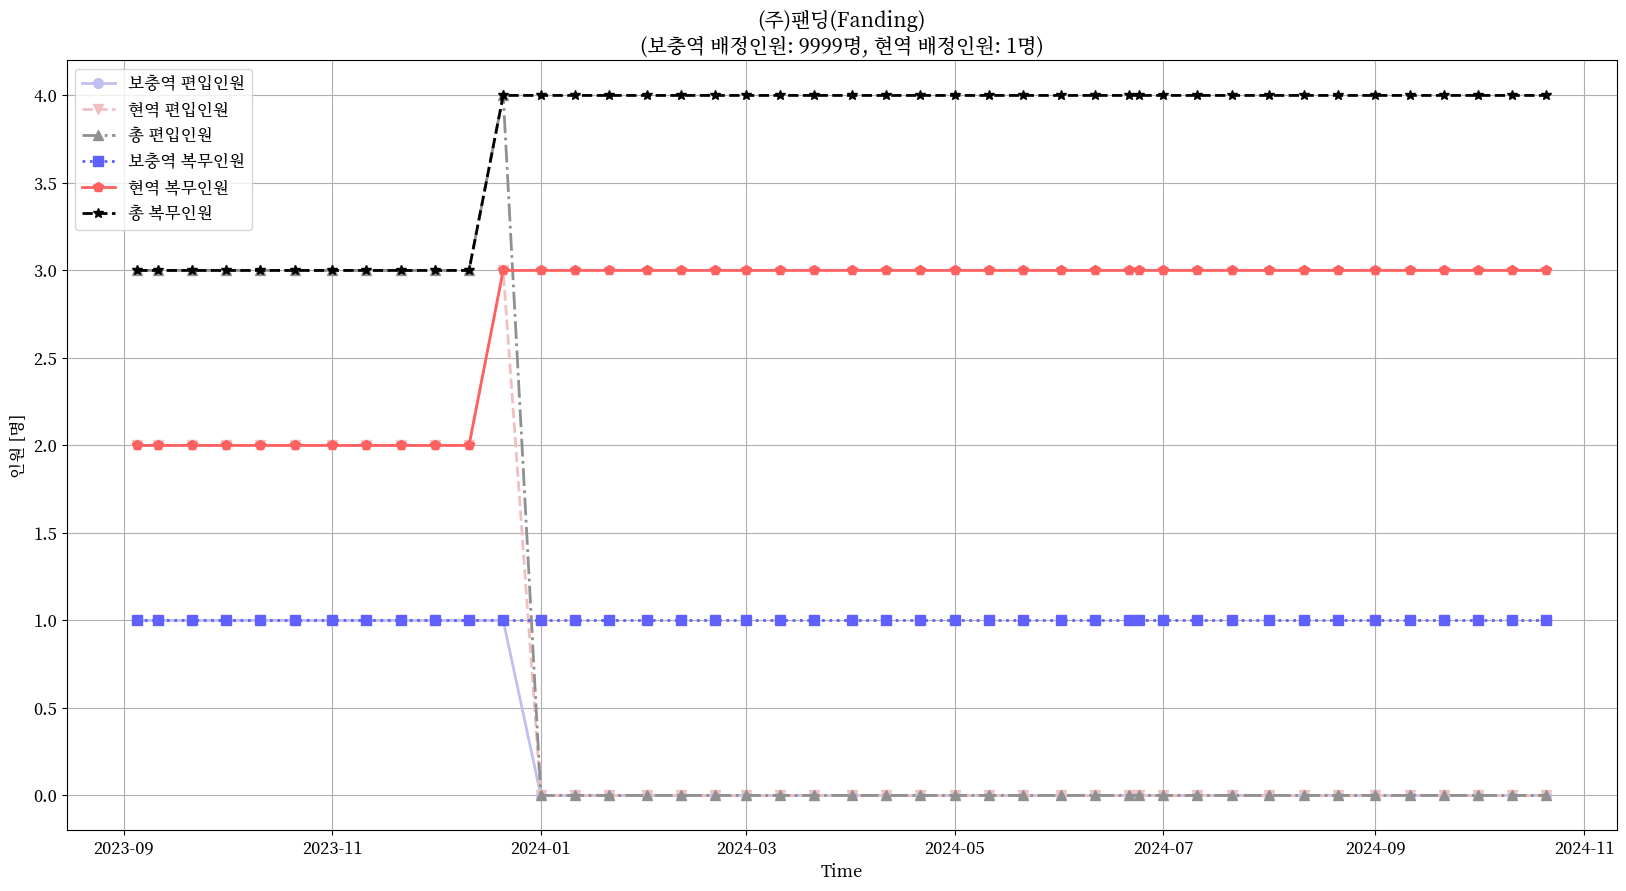 (주)팬딩(Fanding)
(보충역 배정인원: 9999명, 현역 배정인원: 1명)
보충역 편입인원
현역 편입인원
총 편입인원
보충역 복무인원
현역 복무인원
총 복무인원
4.0
3.5
3.0
2.5
2.0
1.5
1.0
0.5
0.0
인원 [명]
2023-09
2023-11
2024-01
2024-03
2024-05
2024-07
2024-09
2024-11
Time